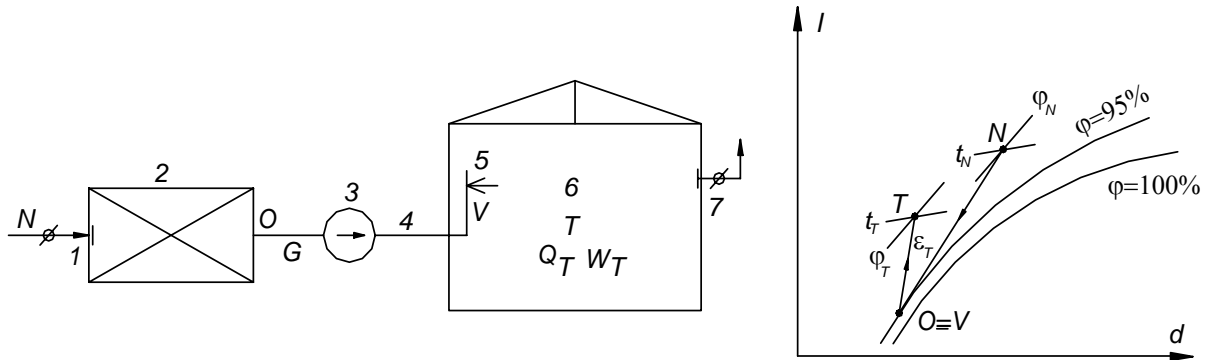 N
1
2
O
G
3
4
5
V
6
T
Q_T W_T
7
I
φ_N
N
t_N
φ=95%
φ=100%
T
t_T
φ_T
ε_T
O≡V
d